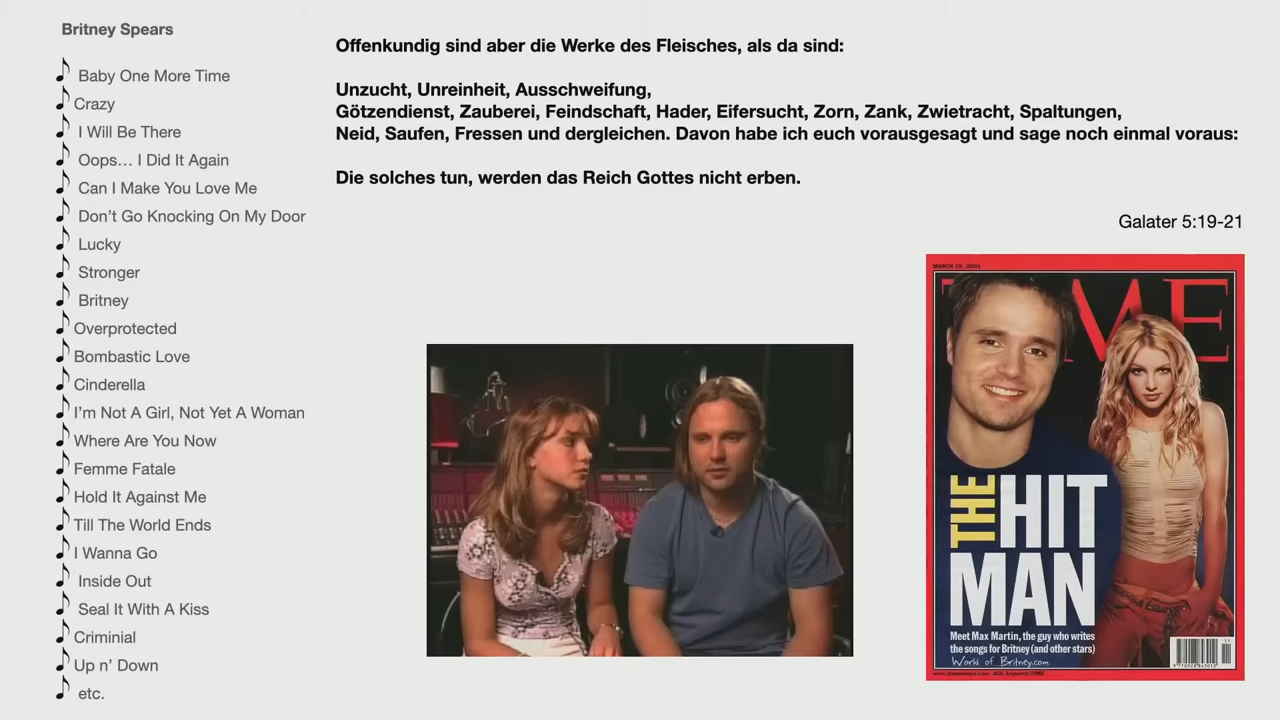 Britney Spears
Baby One More Time
Crazy
I Will Be There
Oops… I Did It Again
Can I Make You Love Me
Don't Go Knocking On My Door
Lucky
Stronger
Britney
Overprotected
Bombastic Love
Cinderella
I'm Not A Girl, Not Yet A Woman
Where Are You Now
Femme Fatale
Hold It Against Me
Till The World Ends
I Wanna Go
Inside Out
Seal It With A Kiss
Criminial
Up n' Down
etc.
Offenkundig sind aber die Werke des Fleisches, als da sind:
Unzucht, Unreinheit, Ausschweifung,
Götzendienst, Zauberei, Feindschaft, Hader, Eifersucht, Zorn, Zank, Zwietracht, Spaltungen,
Neid, Saufen, Fressen und dergleichen. Davon habe ich euch vorausgesagt und sage noch einmal voraus:
Die solches tun, werden das Reich Gottes nicht erben.
Galater 5:19-21
MARCH 19, 2001
TIME
THE HIT
MAN
Meet Max Martin, the guy who writes
the songs for Britney (and other stars)
World of Britney.com